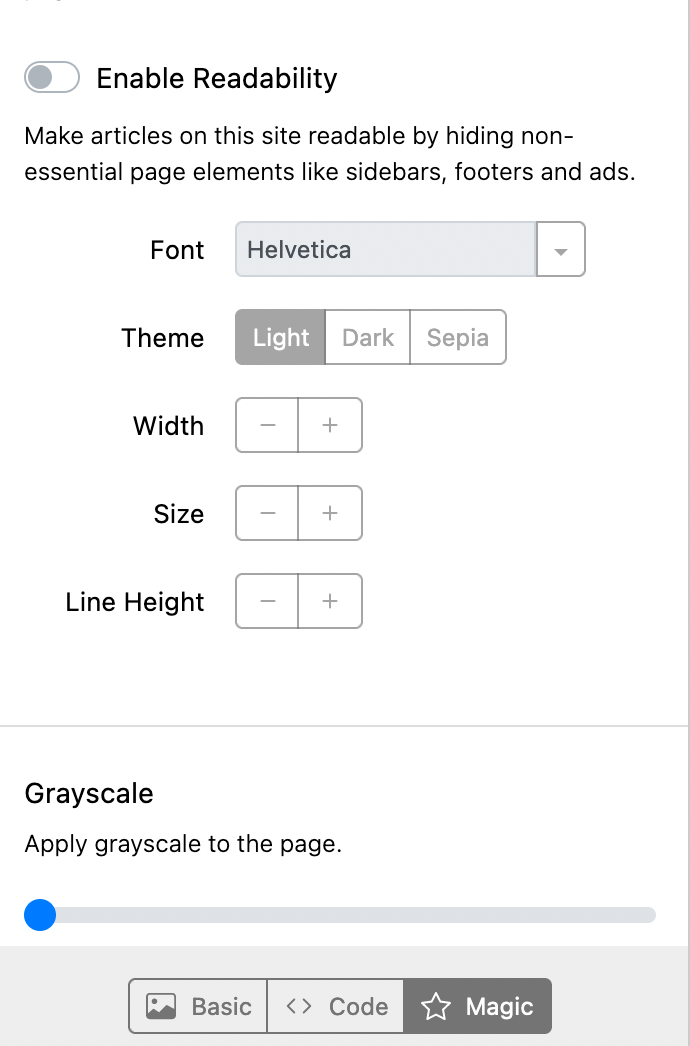 Enable Readability
Make articles on this site readable by hiding non-
essential page elements like sidebars, footers and ads.
Font Helvetica
Theme Light Dark Sepia
Width − +
Size − +
Line Height − +
Grayscale
Apply grayscale to the page.
Basic <> Code Magic